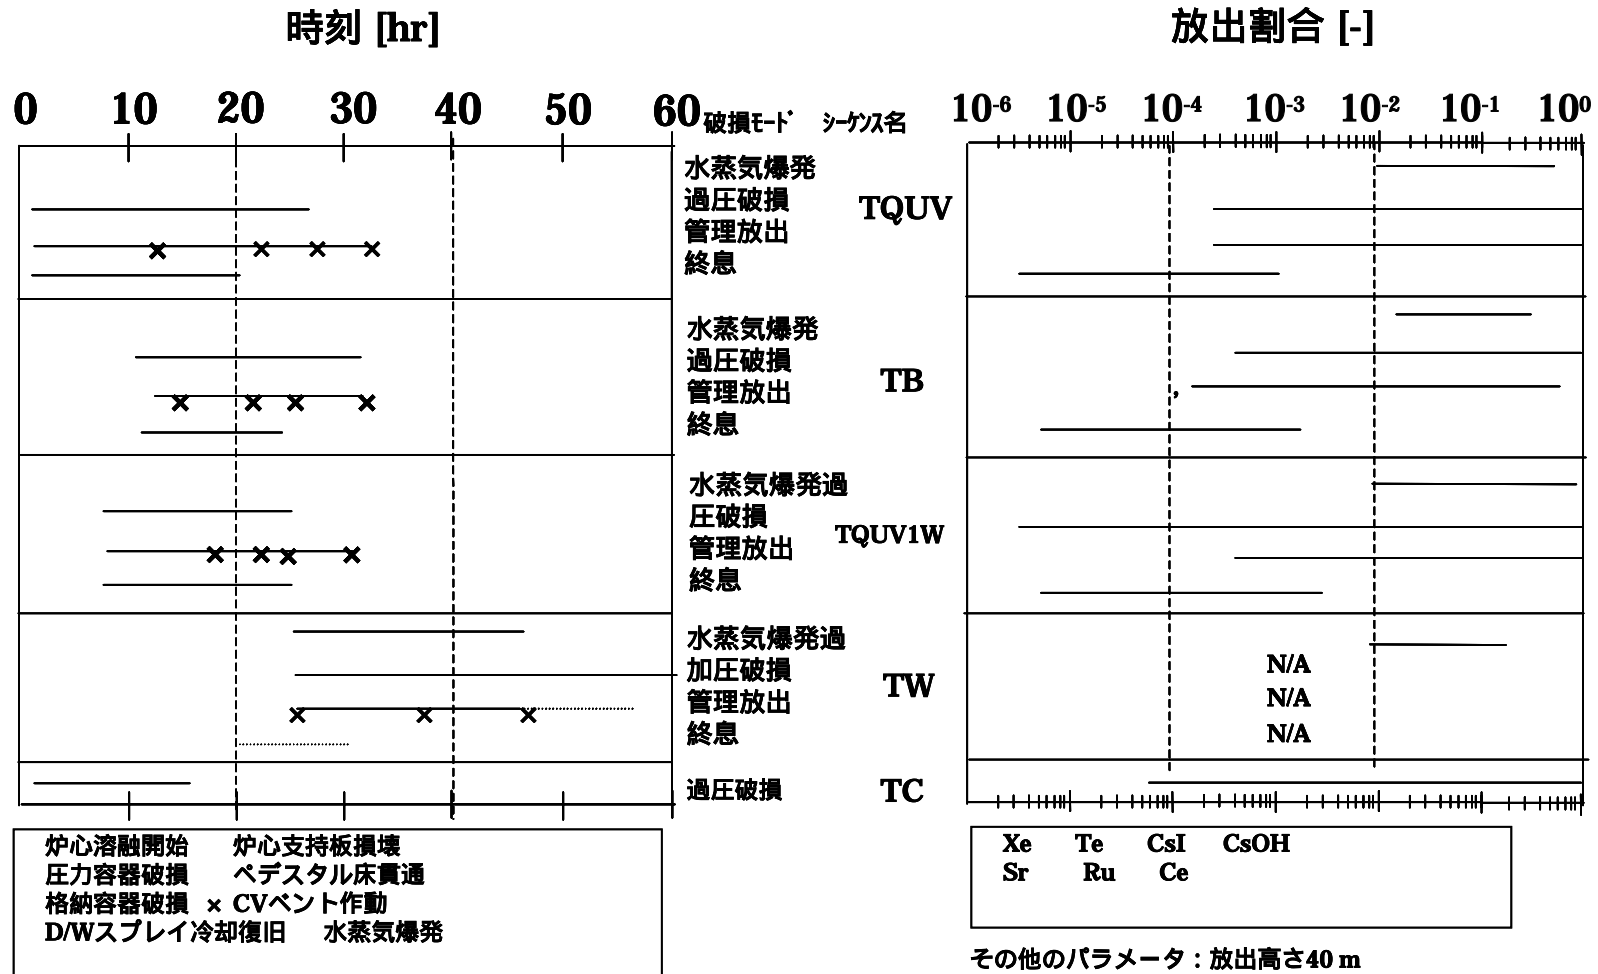 時刻 [hr]
放出割合 [-]
0 10 20 30 40 50 60 破損ﾓｰﾄﾞ ｼｰｹﾝｽ名
10-6 10-5 10-4 10-3 10-2 10-1 100
水蒸気爆発
過圧破損
管理放出
終息
TQUV
水蒸気爆発
過圧破損
管理放出
終息
TB
水蒸気爆発過
圧破損
管理放出
終息
TQUV1W
水蒸気爆発過
加圧破損
管理放出
終息
TW
N/A
N/A
N/A
過圧破損
TC
炉心溶融開始 炉心支持板損壊
圧力容器破損 ペデスタル床貫通
格納容器破損 × CVベント作動
D/Wスプレイ冷却復旧 水蒸気爆発
Xe Te CsI CsOH
Sr Ru Ce
その他のパラメータ：放出高さ40 m